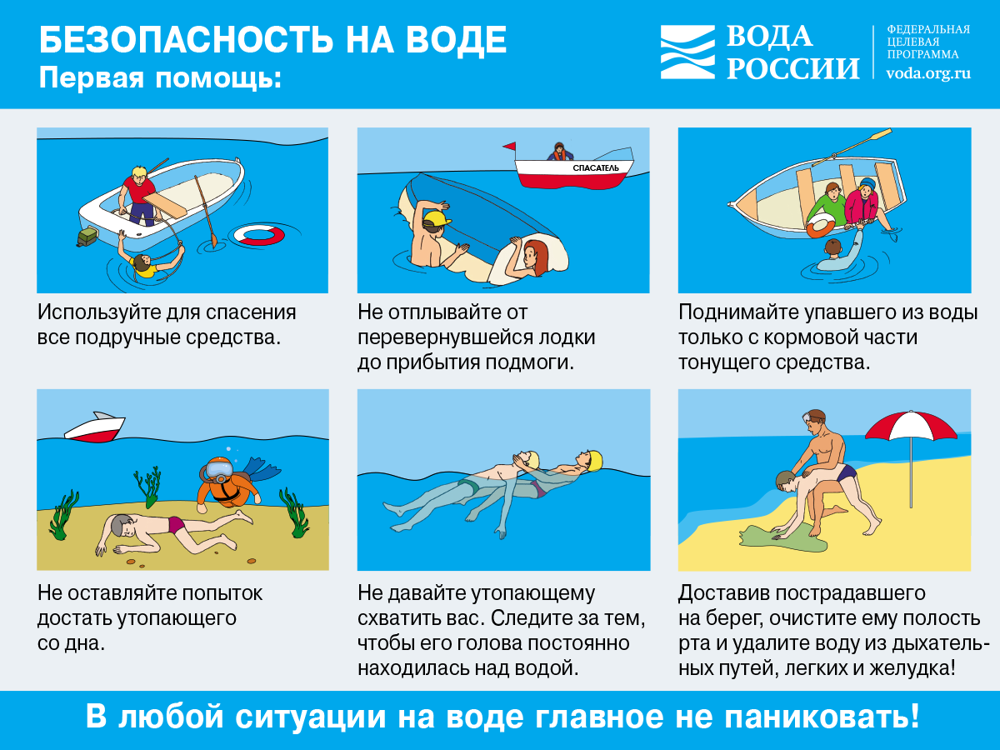 БЕЗОПАСНОСТЬ НА ВОДЕ
Первая помощь:
ВОДА
РОССИИ
ФЕДЕРАЛЬНАЯ
ЦЕЛЕВАЯ
ПРОГРАММА
voda.org.ru
Используйте для спасения
все подручные средства.
СПАСАТЕЛЬ
Не отплывайте от
перевернувшейся лодки
до прибытия подмоги.
Поднимайте упавшего из воды
только с кормовой части
тонущего средства.
Не оставляйте попыток
достать утопающего
со дна.
Не давайте утопающему
схватить вас. Следите за тем,
чтобы его голова постоянно
находилась над водой.
Доставив пострадавшего
на берег, очистите ему полость
рта и удалите воду из дыхатель-
ных путей, легких и желудка!
В любой ситуации на воде главное не паниковать!